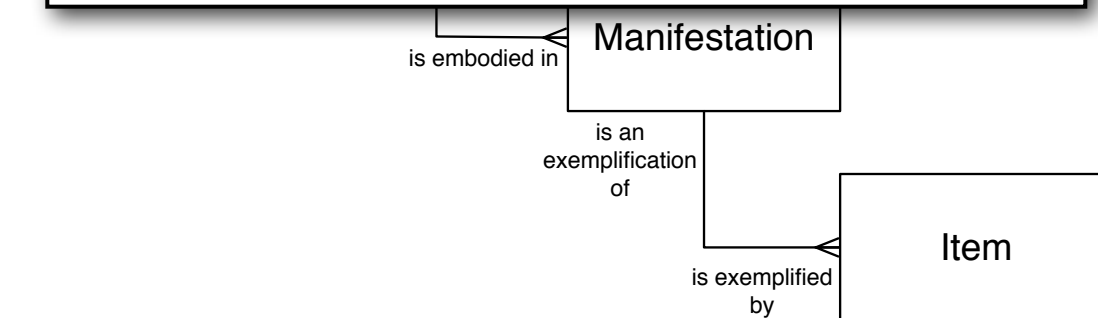 Manifestation
is embodied in
is an
exemplification
of
Item
is exemplified
by